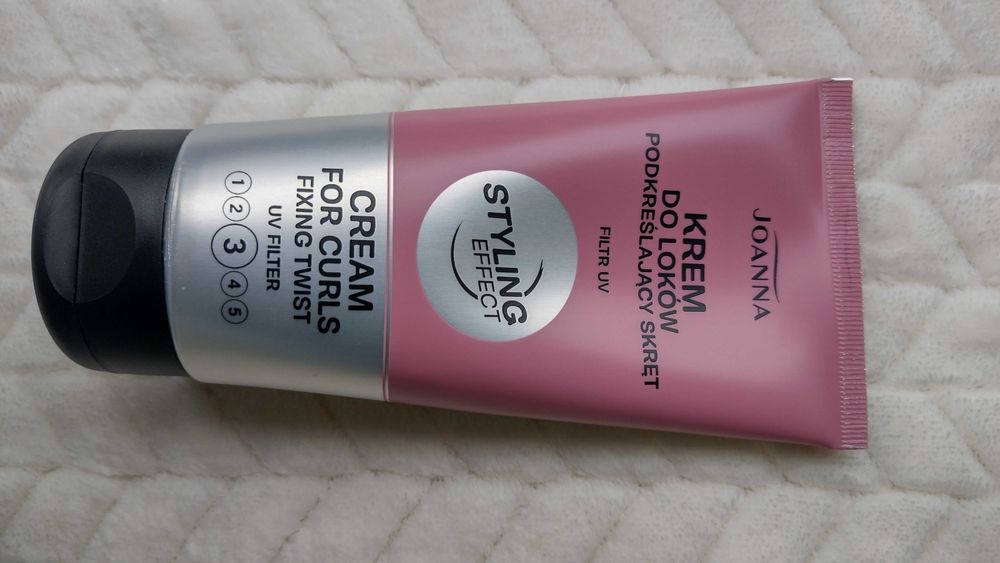 JOANNA
KREM
DO LOKÓW
PODKREŚLAJĄCY SKRĘT
FILTR UV
STYLING
EFFECT
CREAM
FOR CURLS
FIXING TWIST
UV FILTER
1 2 3 4 5